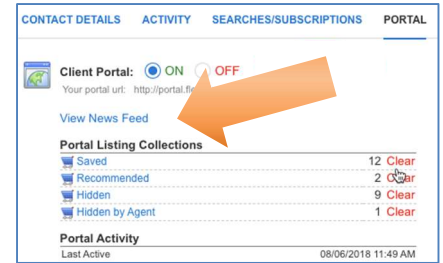 CONTACT DETAILS ACTIVITY SEARCHES/SUBSCRIPTIONS PORTAL
Client Portal: ON OFF
Your portal url: http://portal.fle
View News Feed
Portal Listing Collections
Saved 12 Clear
Recommended 2 Clear
Hidden 9 Clear
Hidden by Agent 1 Clear
Portal Activity
Last Active 08/06/2018 11:49 AM